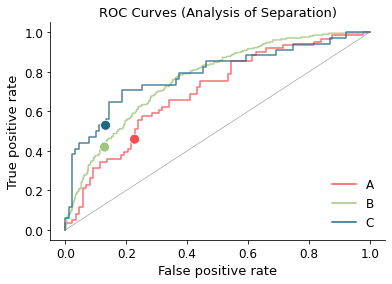 ROC Curves (Analysis of Separation)
True positive rate
1.0
0.8
0.6
0.4
0.2
0.0
A
B
C
0.0 0.2 0.4 0.6 0.8 1.0
False positive rate